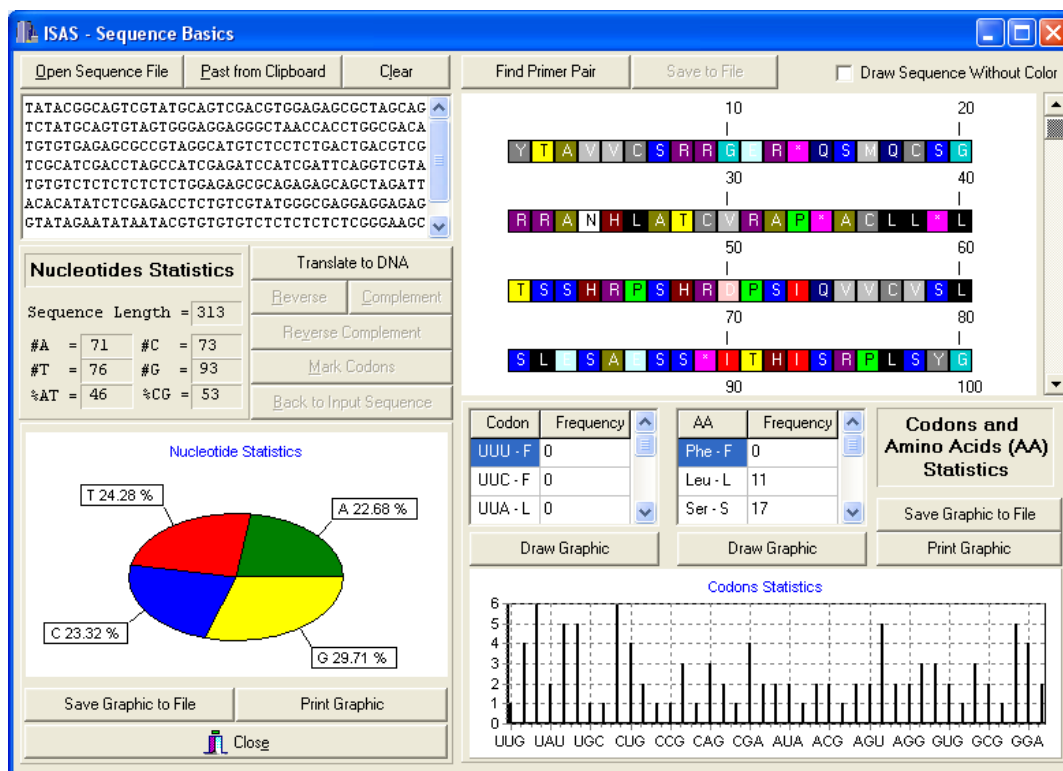 ISAS - Sequence Basics
Open Sequence File Past from Clipboard Clear
TATACGGCAGTCGTATGCAGTCGACGTGGAGAGCGCTAGCAG
TCTATGCAGTGTAGTGGGAGGAGGGCTAACCACCTGGCGACA
TGTGTGAGAGCGCCGTAGGCATGTCTCCTCTGACTGACGTCG
TCGCATCGACCTAGCCATCGAGATCCATCGATTCAGGTCGTA
TGTGTCTCTCTCTCTCTGGAGAGCGCAGAGAGCAGCTAGATT
ACACATATCTCGAGACCTCTGTCGTATGGGCGAGGAGGAGAG
GTATAGAATATAATACGTGTGTGTCTCTCTCTCTCGGGAAGC
Nucleotides Statistics
Sequence Length = 313
#A = 71 #C = 73
#T = 76 #G = 93
%AT = 46 %CG = 53
Translate to DNA
Reverse Complement
Reverse Complement
Mark Codons
Back to Input Sequence
Nucleotide Statistics
T 24.28 %
A 22.68 %
C 23.32 %
G 29.71 %
Save Graphic to File Print Graphic
Close
Find Primer Pair Save to File Draw Sequence Without Color
10 20
Y T A V V C S R R G E R * Q S M Q C S G
30 40
R R A N H L A T C V R A P * A C L L * L
50 60
T S S H R P S H R D P S I Q V V C V S L
70 80
S L E S A E S S * I T H I S R P L S Y G
90 100
Codon Frequency
UUU - F 0
UUC - F 0
UUA - L 0
Draw Graphic
AA Frequency
Phe - F 0
Leu - L 11
Ser - S 17
Draw Graphic
Codons and
Amino Acids (AA)
Statistics
Save Graphic to File
Print Graphic
Codons Statistics
6
5
4
3
2
1
0
UUG UAU UGC CUG CCG CAG CGA AUA ACG AGU AGG GUG GCG GGA